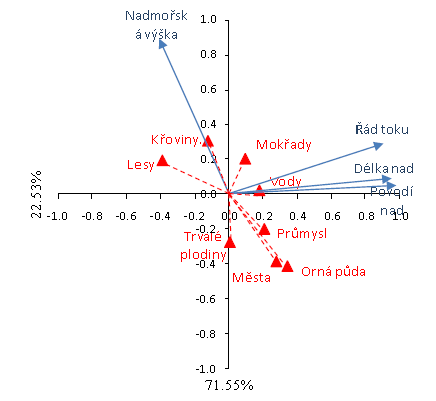 Nadmořsk
á výška
1.0
0.8
0.6
0.4
0.2
0.0
-0.2
-0.4
-0.6
-0.8
-1.0
Řád toku
Křoviny
Mokřady
Lesy
Délka nad
Vody
Povodí
nad
22.53%
-1.0 -0.8 -0.6 -0.4 -0.2 0.0 0.2 0.4 0.6 0.8 1.0
Trvalé
plodiny
Průmysl
Města
Orná půda
71.55%